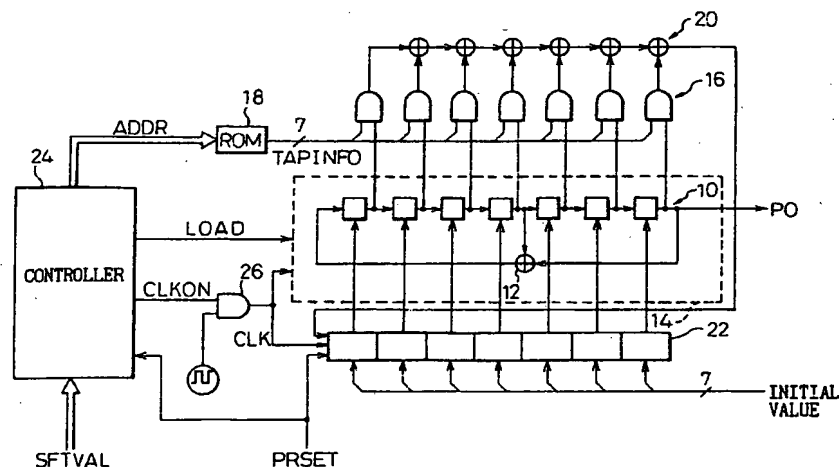 20
16
18
ADDR
ROM
7
TAPINFO
24
10
PO
LOAD
CONTROLLER
26
CLKON
12
CLK
14
22
7
INITIAL
VALUE
SFTVAL
PRSET